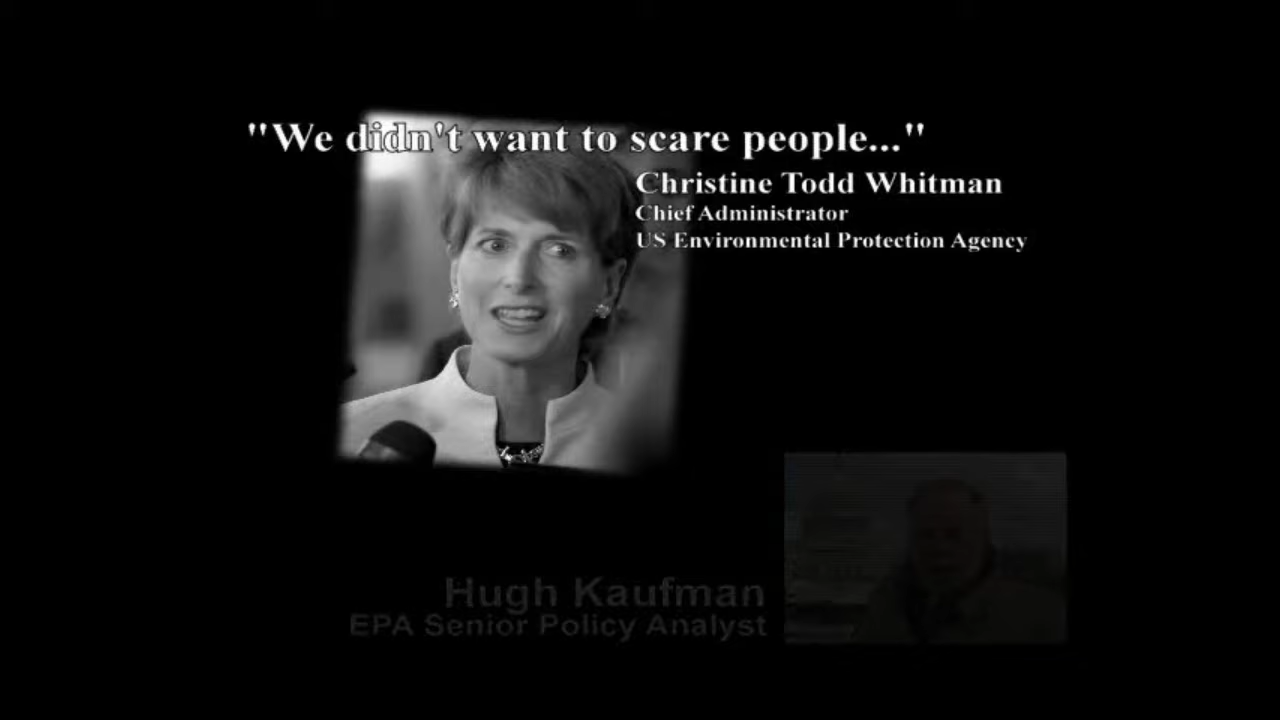 "We didn't want to scare people..."
Christine Todd Whitman
Chief Administrator
US Environmental Protection Agency
Hugh Kaufman
EPA Senior Policy Analyst